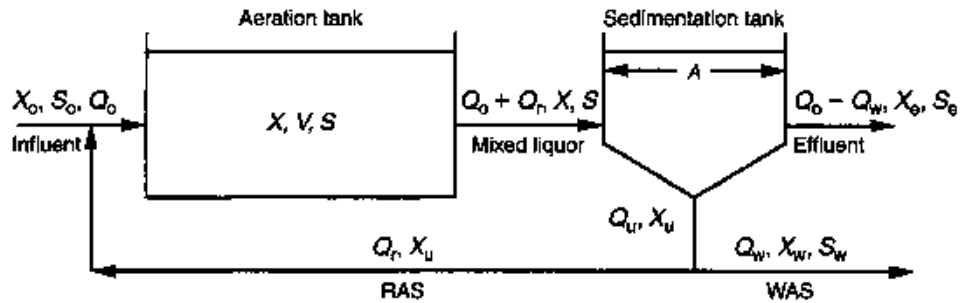 Aeration tank
Sedimentation tank
A
Xo, So, Qo
Qo + Qr, X, S
Qo − Qw, Xe, Se
X, V, S
Influent
Mixed liquor
Effluent
Qu, Xu
Qr, Xu
Qw, Xw, Sw
RAS
WAS